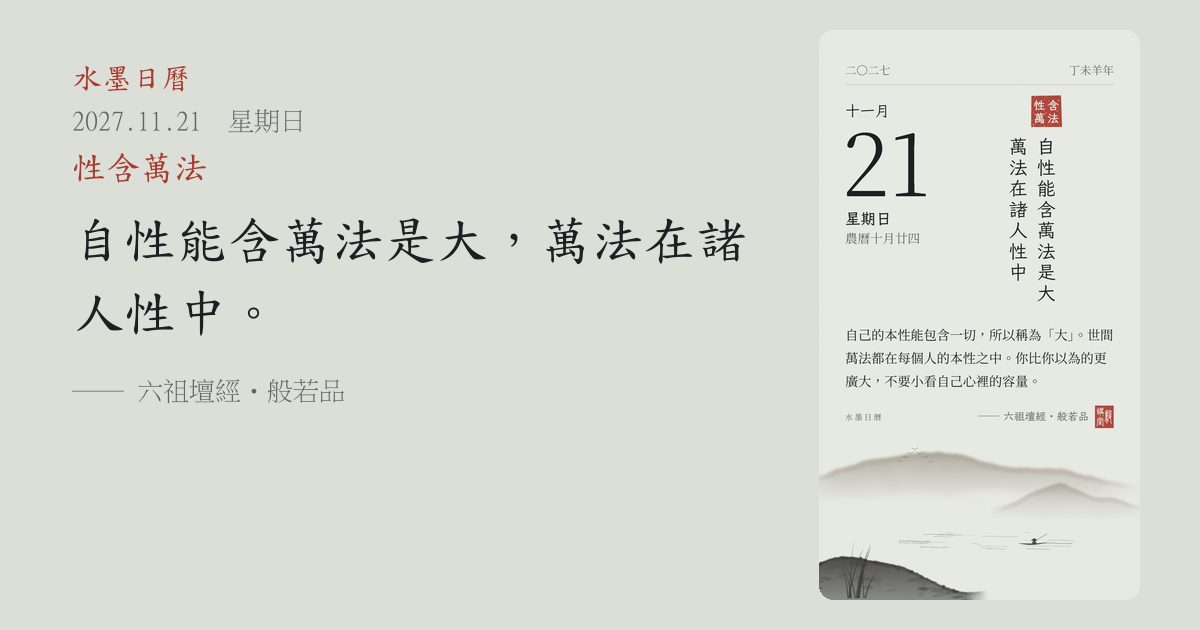 水墨日曆
2027.11.21 星期日
性含萬法
自性能含萬法是大，萬法在諸
人性中。
—— 六祖壇經・般若品
二〇二七
丁未羊年
十一月
21
星期日
農曆十月廿四
含法
性萬
自性能含萬法是大
萬法在諸人性中
自己的本性能包含一切，所以稱為「大」。世間
萬法都在每個人的本性之中。你比你以為的更
廣大，不要小看自己心裡的容量。
水墨日曆
—— 六祖壇經・般若品